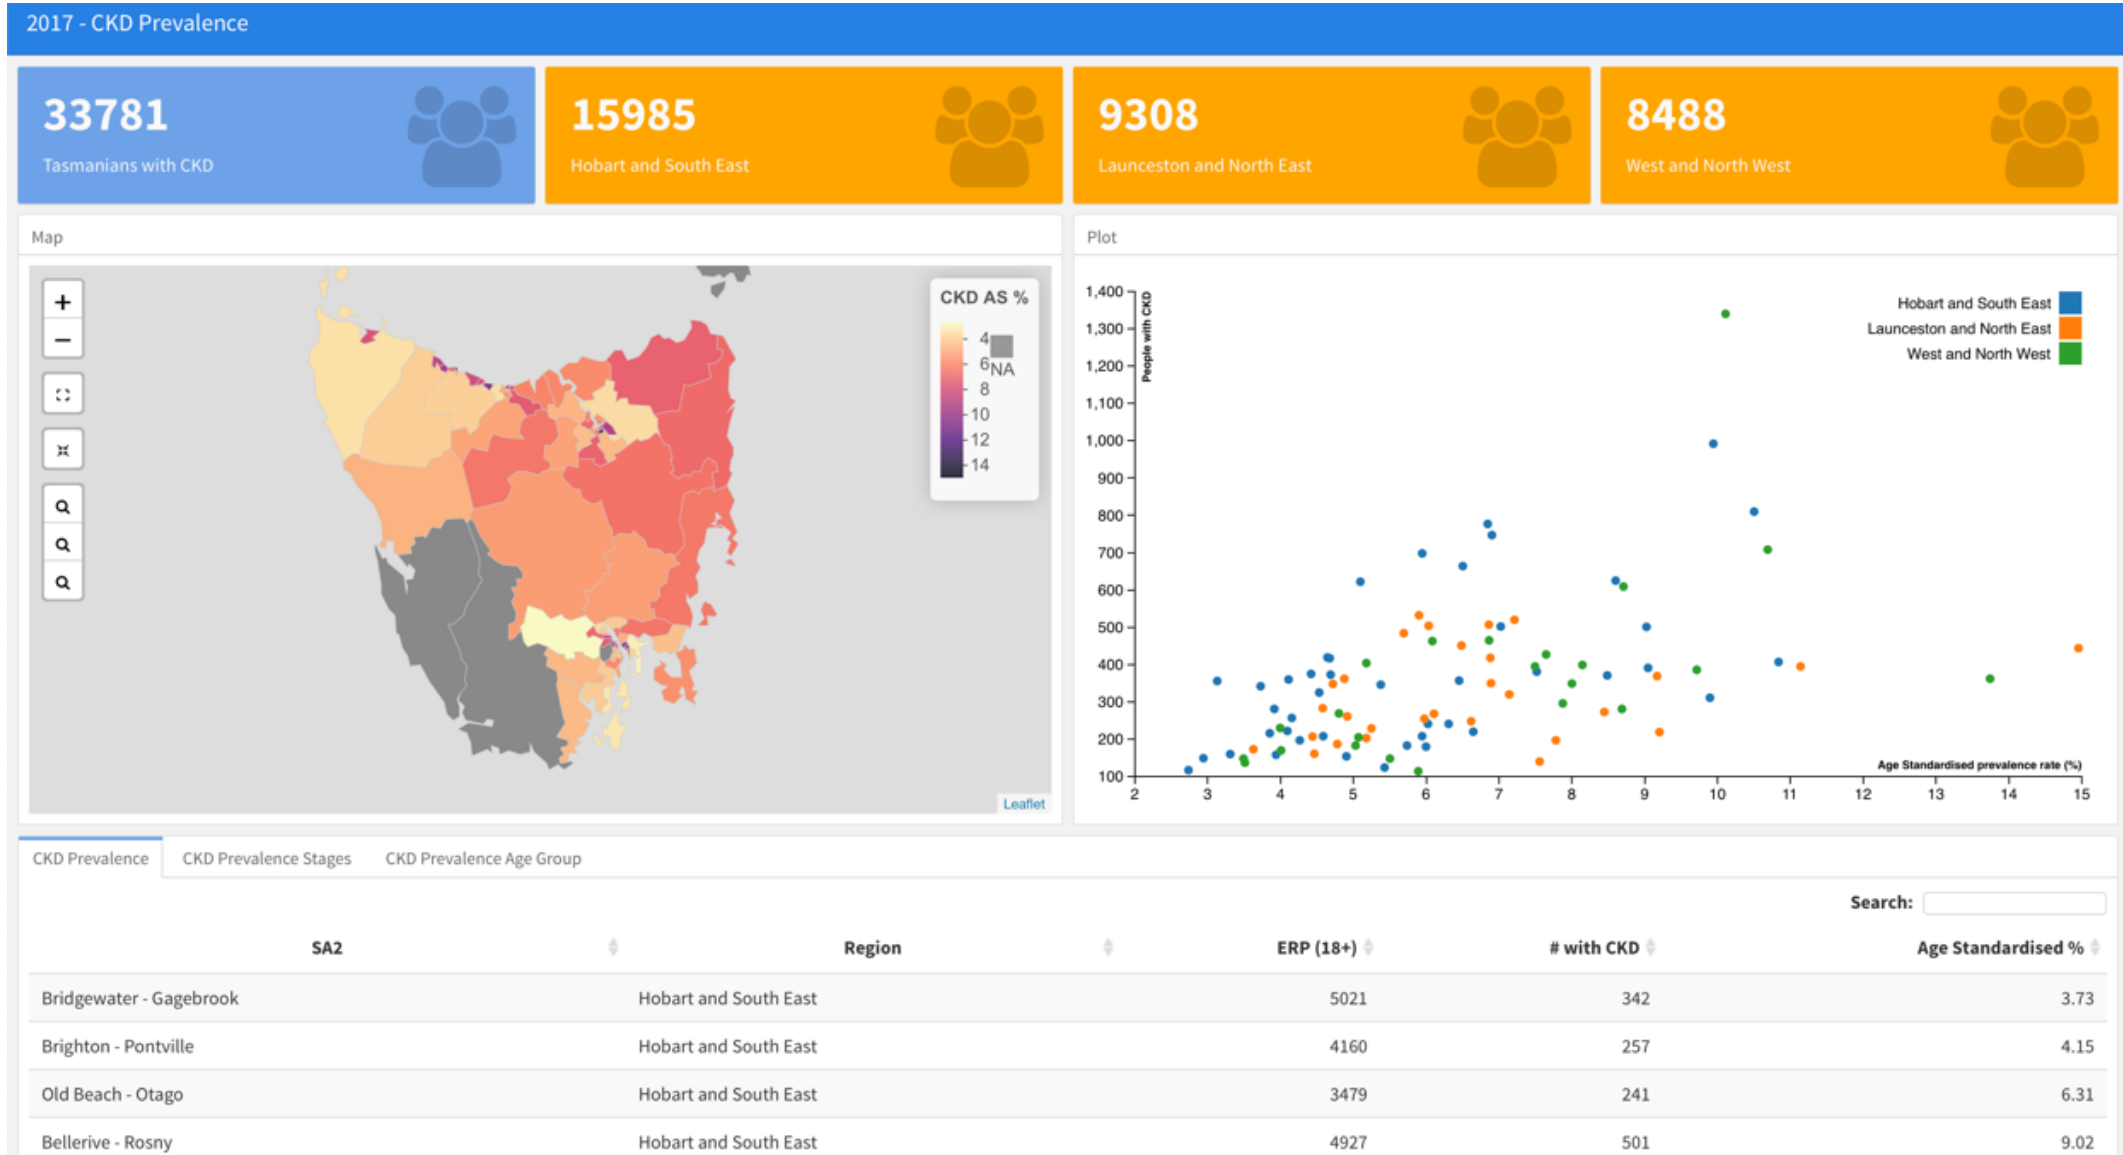 2017 - CKD Prevalence
33781
Tasmanians with CKD
15985
Hobart and South East
9308
Launceston and North East
8488
West and North West
Map
+
−
CKD AS %
4
6
NA
8
10
12
14
Leaflet
Plot
People with CKD
1,400
1,300
1,200
1,100
1,000
900
800
700
600
500
400
300
200
100
Hobart and South East
Launceston and North East
West and North West
Age Standardised prevalence rate (%)
2 3 4 5 6 7 8 9 10 11 12 13 14 15
CKD Prevalence CKD Prevalence Stages CKD Prevalence Age Group
Search:
SA2 Region ERP (18+) # with CKD Age Standardised %
Bridgewater - Gagebrook Hobart and South East 5021 342 3.73
Brighton - Pontville Hobart and South East 4160 257 4.15
Old Beach - Otago Hobart and South East 3479 241 6.31
Bellerive - Rosny Hobart and South East 4927 501 9.02